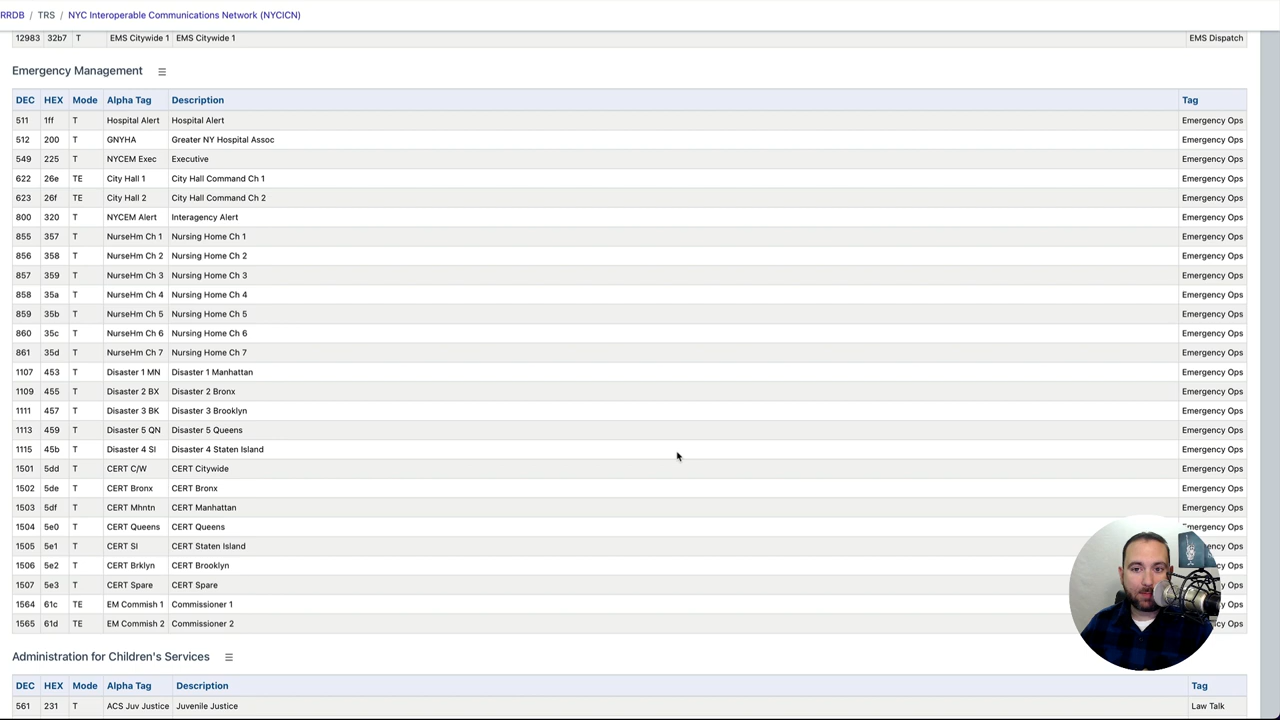 RRDB / TRS / NYC Interoperable Communications Network (NYCICN)
12983 32b7 T EMS Citywide 1 EMS Citywide 1 EMS Dispatch
Emergency Management
DEC HEX Mode Alpha Tag Description Tag
511 1ff T Hospital Alert Hospital Alert Emergency Ops
512 200 T GNYHA Greater NY Hospital Assoc Emergency Ops
549 225 T NYCEM Exec Executive Emergency Ops
622 26e TE City Hall 1 City Hall Command Ch 1 Emergency Ops
623 26f TE City Hall 2 City Hall Command Ch 2 Emergency Ops
800 320 T NYCEM Alert Interagency Alert Emergency Ops
855 357 T NurseHm Ch 1 Nursing Home Ch 1 Emergency Ops
856 358 T NurseHm Ch 2 Nursing Home Ch 2 Emergency Ops
857 359 T NurseHm Ch 3 Nursing Home Ch 3 Emergency Ops
858 35a T NurseHm Ch 4 Nursing Home Ch 4 Emergency Ops
859 35b T NurseHm Ch 5 Nursing Home Ch 5 Emergency Ops
860 35c T NurseHm Ch 6 Nursing Home Ch 6 Emergency Ops
861 35d T NurseHm Ch 7 Nursing Home Ch 7 Emergency Ops
1107 453 T Disaster 1 MN Disaster 1 Manhattan Emergency Ops
1109 455 T Disaster 2 BX Disaster 2 Bronx Emergency Ops
1111 457 T Disaster 3 BK Disaster 3 Brooklyn Emergency Ops
1113 459 T Disaster 5 QN Disaster 5 Queens Emergency Ops
1115 45b T Disaster 4 SI Disaster 4 Staten Island Emergency Ops
1501 5dd T CERT C/W CERT Citywide Emergency Ops
1502 5de T CERT Bronx CERT Bronx Emergency Ops
1503 5df T CERT Mhntn CERT Manhattan Emergency Ops
1504 5e0 T CERT Queens CERT Queens Emergency Ops
1505 5e1 T CERT SI CERT Staten Island Ops
1506 5e2 T CERT Brklyn CERT Brooklyn Ops
1507 5e3 T CERT Spare CERT Spare Ops
1564 61c TE EM Commish 1 Commissioner 1 Ops
1565 61d TE EM Commish 2 Commissioner 2 Ops
Administration for Children's Services
DEC HEX Mode Alpha Tag Description Tag
561 231 T ACS Juv Justice Juvenile Justice Law Talk